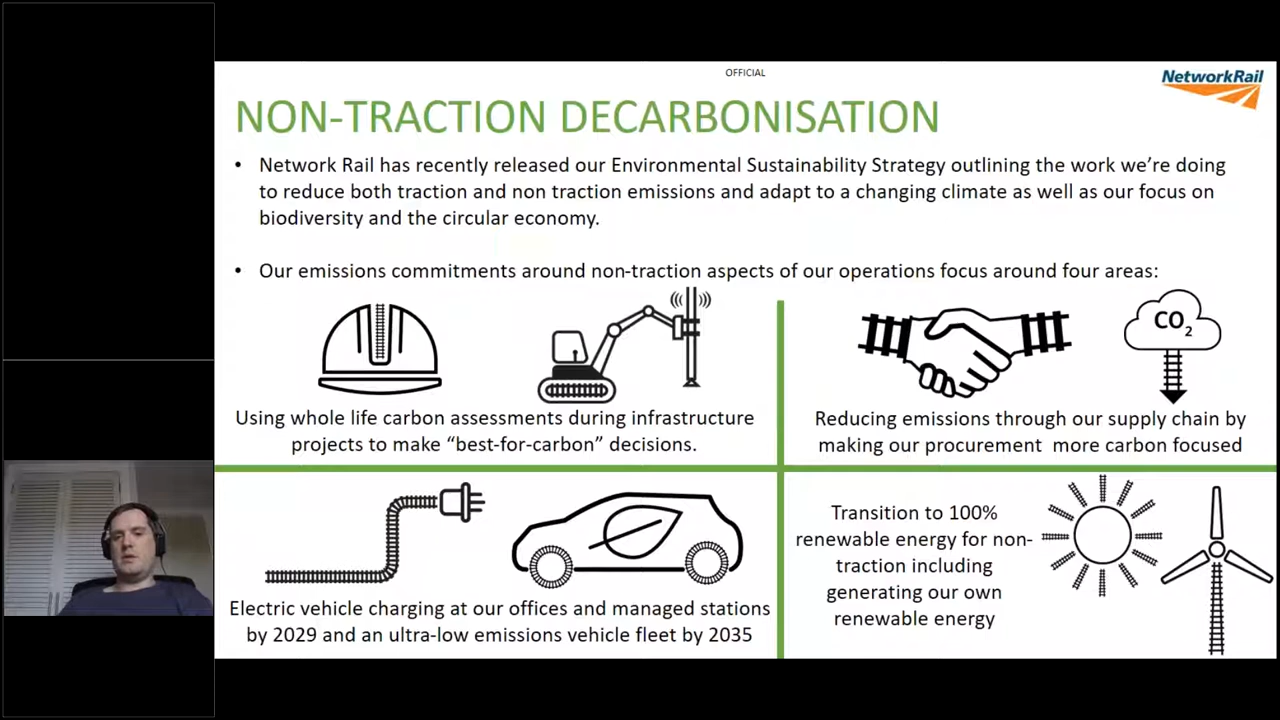 OFFICIAL
NetworkRail
NON-TRACTION DECARBONISATION
• Network Rail has recently released our Environmental Sustainability Strategy outlining the work we’re doing
to reduce both traction and non traction emissions and adapt to a changing climate as well as our focus on
biodiversity and the circular economy.
• Our emissions commitments around non-traction aspects of our operations focus around four areas:
CO2
Using whole life carbon assessments during infrastructure
projects to make “best-for-carbon” decisions.
Reducing emissions through our supply chain by
making our procurement more carbon focused
Electric vehicle charging at our offices and managed stations
by 2029 and an ultra-low emissions vehicle fleet by 2035
Transition to 100%
renewable energy for non-
traction including
generating our own
renewable energy